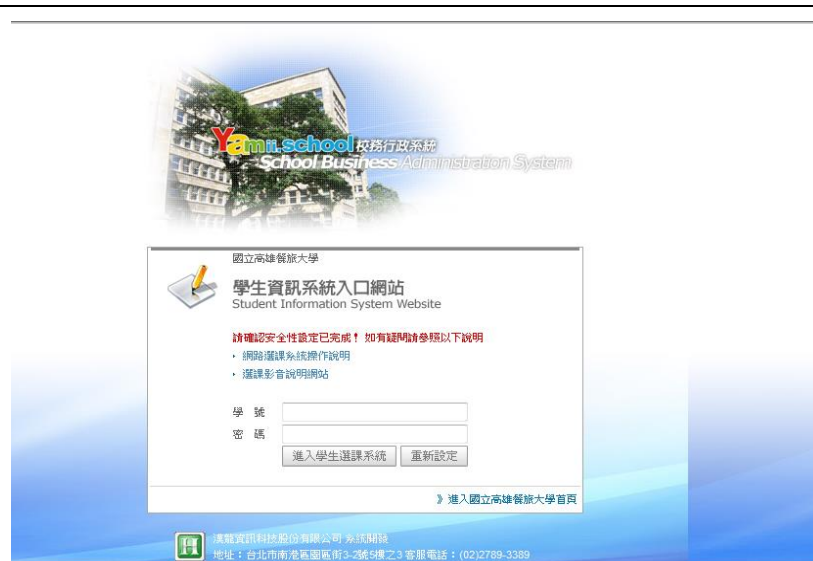 Yamii.school 校務行政系統
School Business Administration System
國立高雄餐旅大學
學生資訊系統入口網站
Student Information System Website
請確認安全性設定已完成！ 如有疑問請參照以下說明
網路選課系統操作說明
選課影音說明網站
學 號
密 碼
進入學生選課系統 重新設定
》進入國立高雄餐旅大學首頁
漢龍資訊科技股份有限公司 系統開發
地址：台北市南港區園區街3-2號5樓之3 客服電話：(02)2789-3389